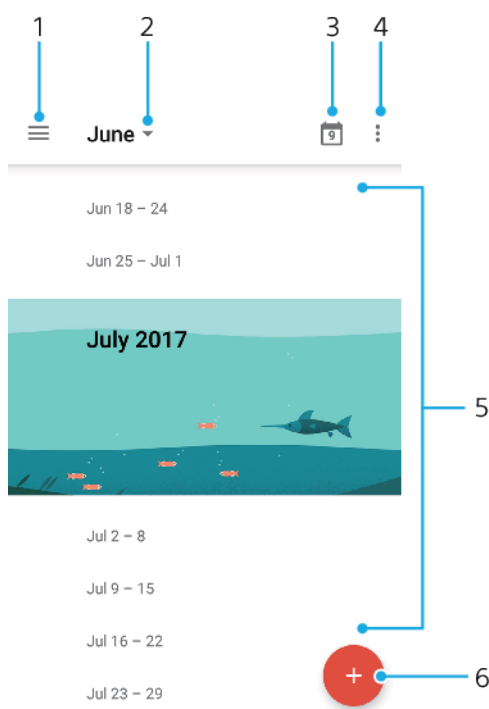 1 2 3 4
June 9
Jun 18 – 24
Jun 25 – Jul 1
July 2017
5
Jul 2 – 8
Jul 9 – 15
Jul 16 – 22
6
Jul 23 – 29